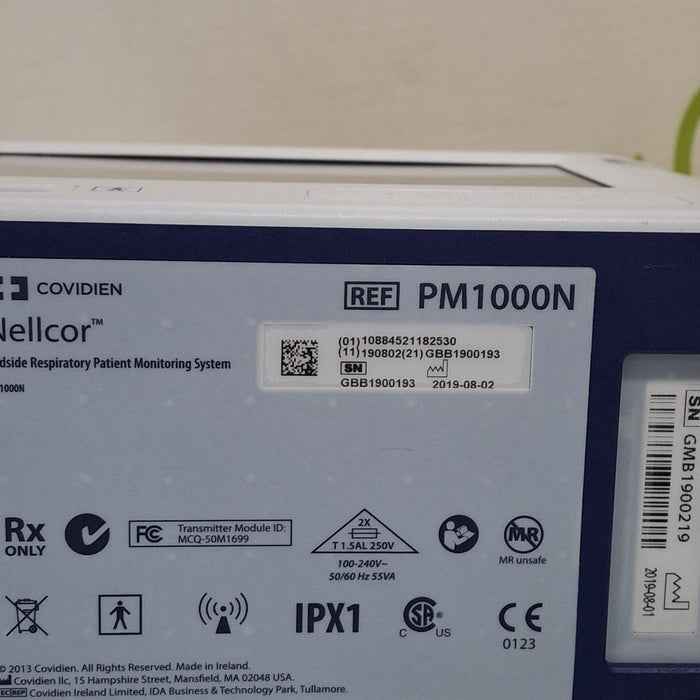 COVIDIEN
REF PM1000N
Nellcor™
dside Respiratory Patient Monitoring System
1000N
(01)10884521182530
(11)190802(21)GBB1900193
SN
GBB1900193 2019-08-02
SN GMB1900219
2019-08-01
Rx
ONLY
FC Transmitter Module ID:
MCQ-50M1699
2X
T 1.5AL 250V
100-240V~
50/60 Hz 55VA
MR
MR unsafe
IPX1
C SA® US
CE
0123
© 2013 Covidien. All Rights Reserved. Made in Ireland.
Covidien llc, 15 Hampshire Street, Mansfield, MA 02048 USA.
EC REP Covidien Ireland Limited, IDA Business & Technology Park, Tullamore.